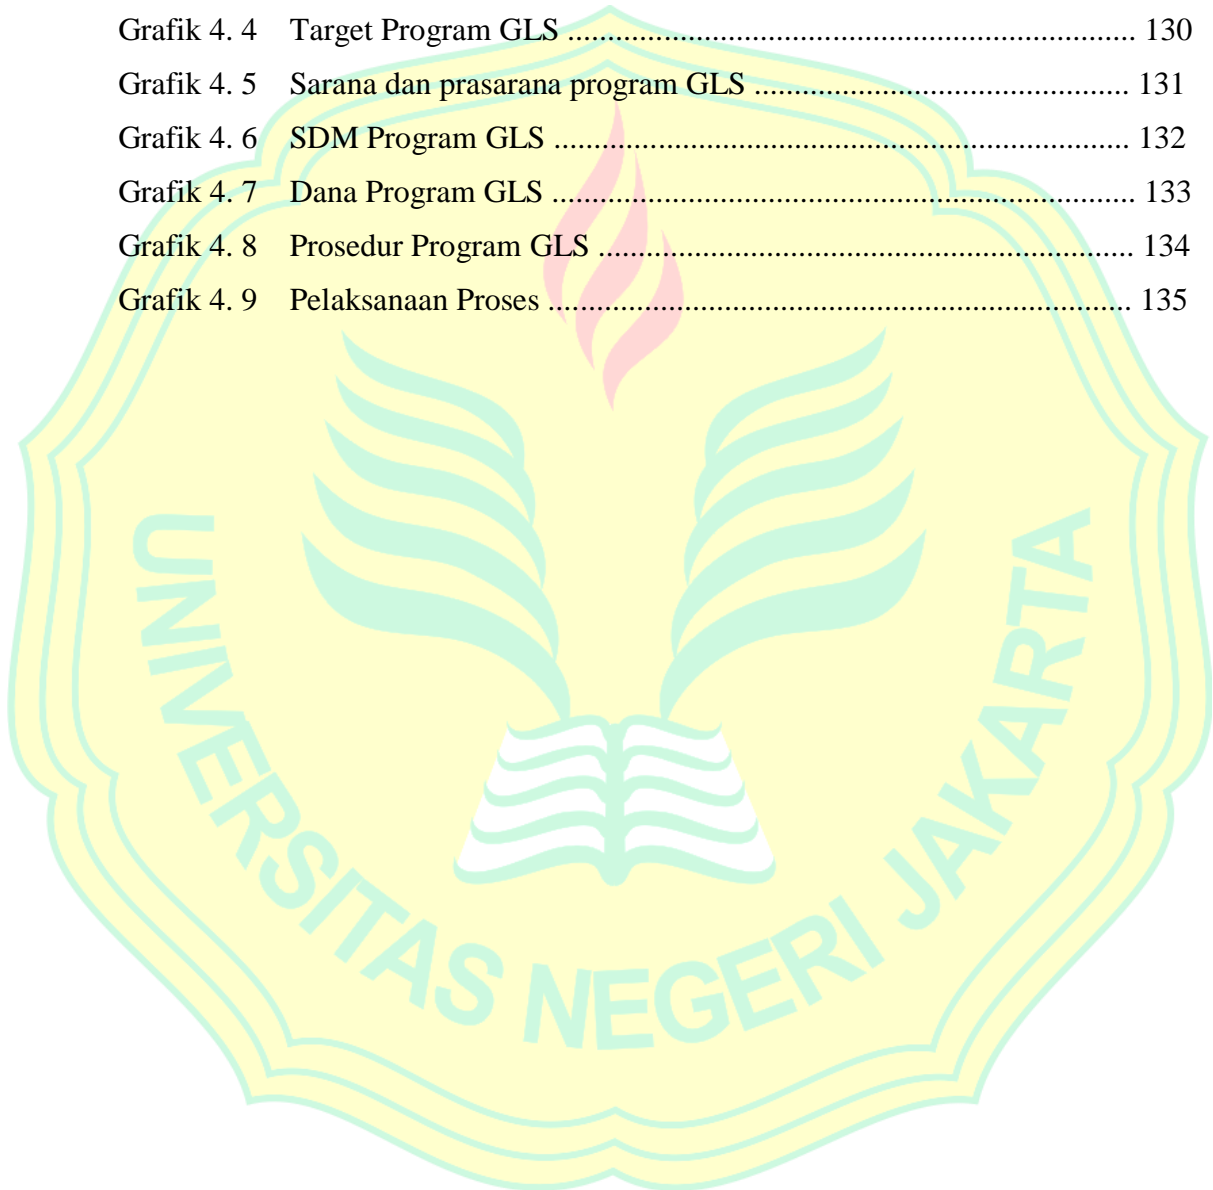 Grafik 4. 4 Target Program GLS ........................................................................ 130
Grafik 4. 5 Sarana dan prasarana program GLS ............................................... 131
Grafik 4. 6 SDM Program GLS ......................................................................... 132
Grafik 4. 7 Dana Program GLS .......................................................................... 133
Grafik 4. 8 Prosedur Program GLS .................................................................... 134
Grafik 4. 9 Pelaksanaan Proses .......................................................................... 135
UNIVERSITAS NEGERI JAKARTA